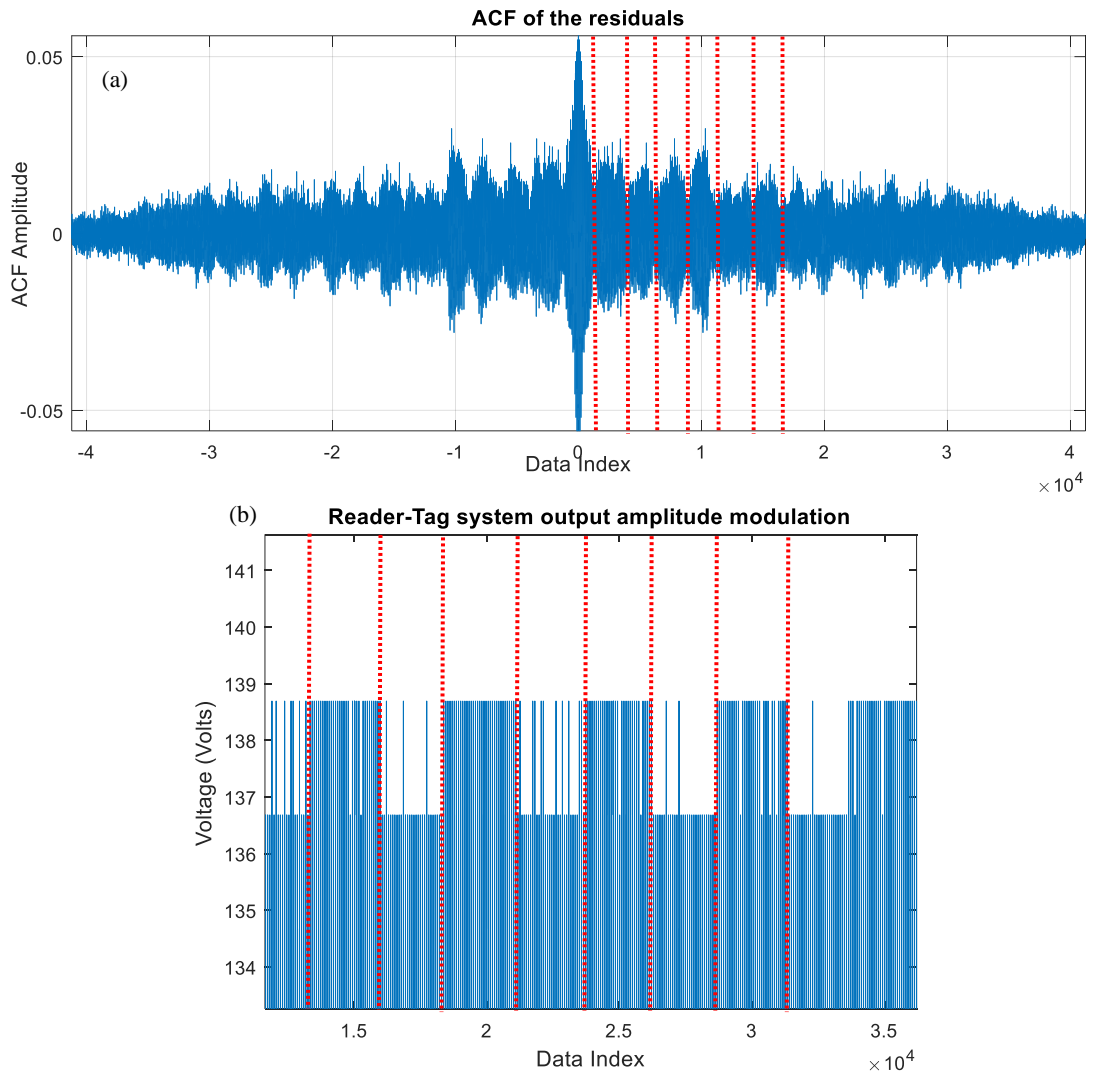 ACF of the residuals
(a)
0.05
0
-0.05
ACF Amplitude
-4 -3 -2 -1 0 1 2 3 4
Data Index
×10^4
(b)
Reader-Tag system output amplitude modulation
141
140
139
138
137
136
135
134
Voltage (Volts)
1.5 2 2.5 3 3.5
Data Index
×10^4